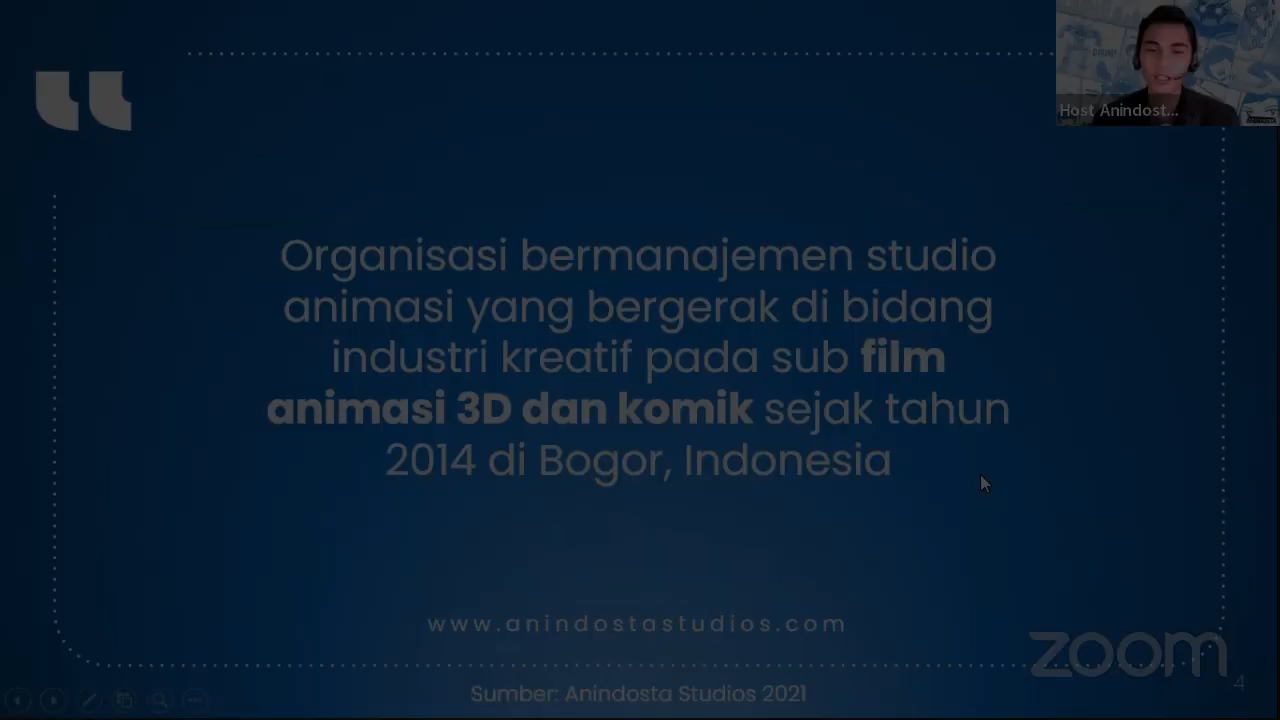 Host Anindost...
Organisasi bermanajemen studio
animasi yang bergerak di bidang
industri kreatif pada sub film
animasi 3D dan komik sejak tahun
2014 di Bogor, Indonesia
www.anindostastudios.com
zoom
Sumber: Anindosta Studios 2021
4